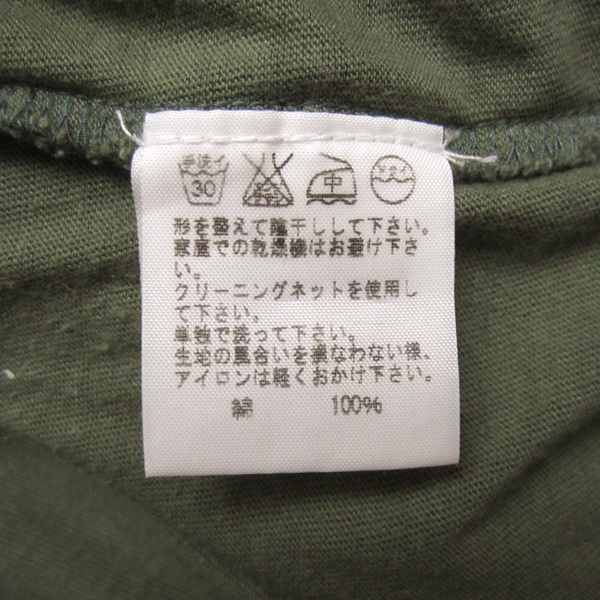 手洗イ
30
中
ドライ
形を整えて陰干しして下さい。
家庭での乾燥機はお避け下さ
い。
クリーニングネットを使用し
て下さい。
単独で洗って下さい。
生地の風合いを損なわない様、
アイロンは軽くおかけ下さい。
綿 100%